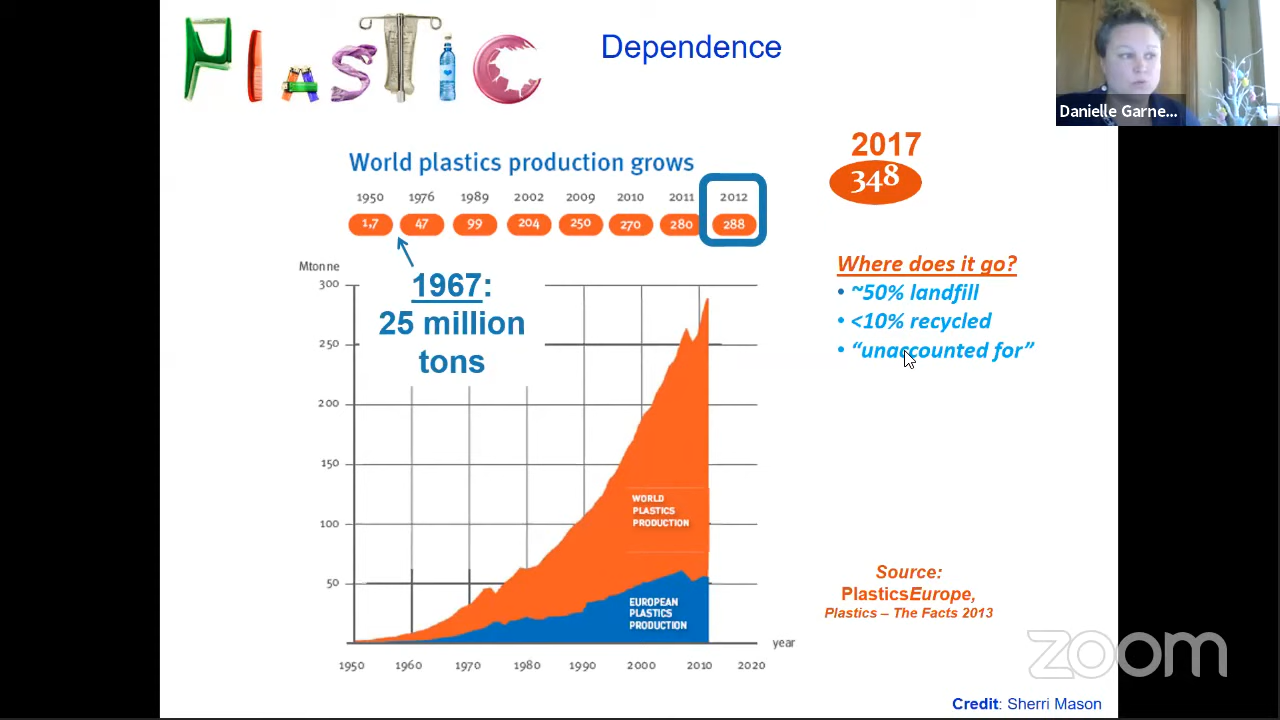 PLASTIC
Dependence
Danielle Garne...
2017
348
World plastics production grows
1950 1976 1989 2002 2009 2010 2011 2012
1,7 47 99 204 250 270 280 288
1967:
25 million
tons
Where does it go?
• ~50% landfill
• <10% recycled
• “unaccounted for”
Mtonne
300
250
200
150
100
50
WORLD
PLASTICS
PRODUCTION
EUROPEAN
PLASTICS
PRODUCTION
year
1950 1960 1970 1980 1990 2000 2010 2020
Source:
PlasticsEurope,
Plastics – The Facts 2013
zoom
Credit: Sherri Mason